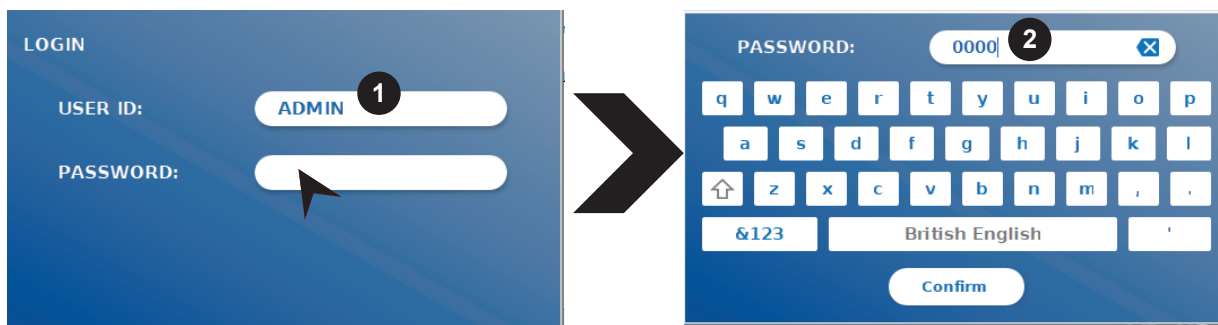 LOGIN
USER ID:
ADMIN
1
PASSWORD:
PASSWORD:
0000
2
q w e r t y u i o p
a s d f g h j k l
z x c v b n m , .
&123 British English '
Confirm